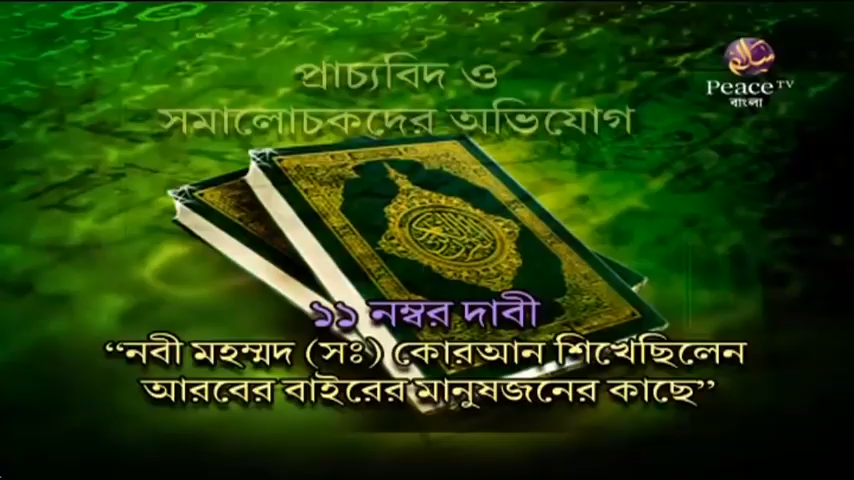 প্রাচ্যবিদ ও
সমালোচকদের অভিযোগ
Peace TV
বাংলা
১১ নম্বর দাবী
“নবী মহম্মদ (সঃ) কোরআন শিখেছিলেন
আরবের বাইরের মানুষজনের কাছে”